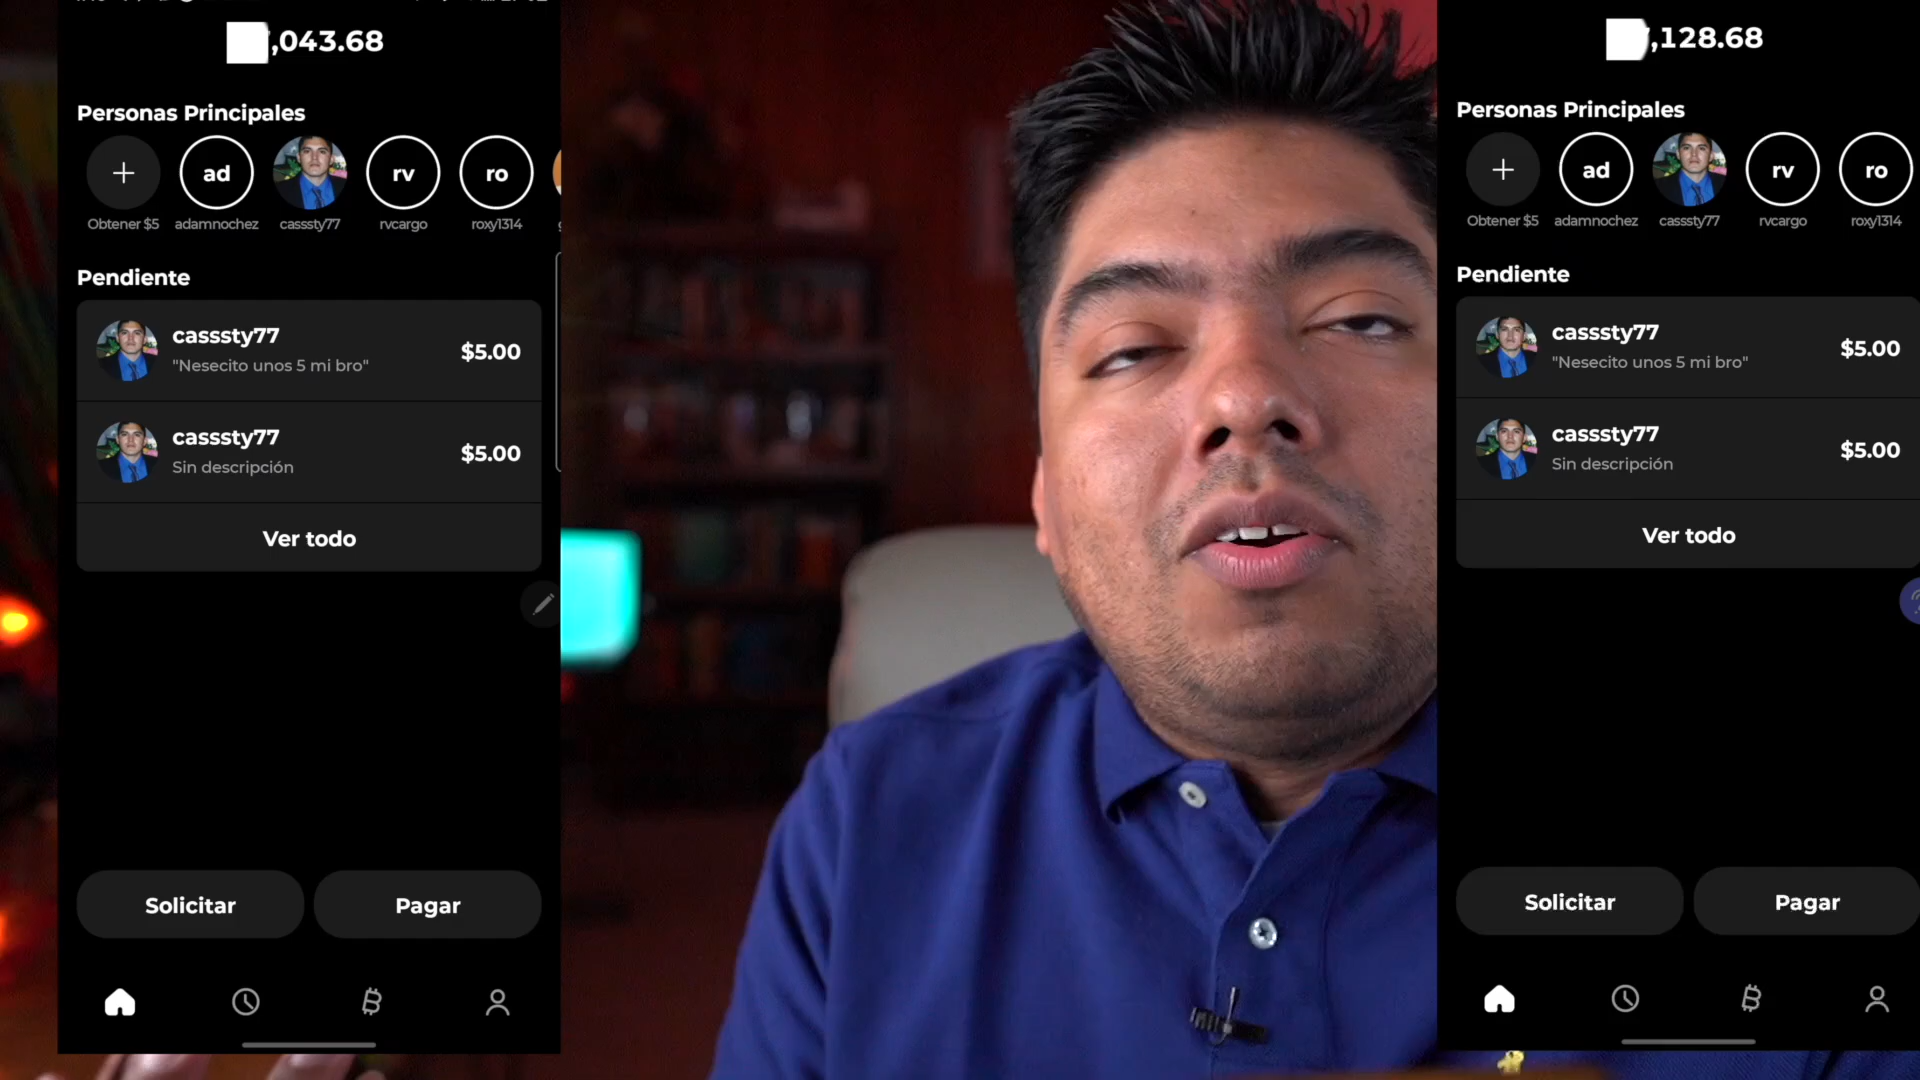 ,043.68
Personas Principales
ad
rv
ro
Obtener $5
adamnochez
casssty77
rvcargo
roxy1314
Pendiente
casssty77
"Nesecito unos 5 mi bro"
$5.00
casssty77
Sin descripción
$5.00
Ver todo
Solicitar
Pagar
,128.68
Personas Principales
ad
rv
ro
Obtener $5
adamnochez
casssty77
rvcargo
roxy1314
Pendiente
casssty77
"Nesecito unos 5 mi bro"
$5.00
casssty77
Sin descripción
$5.00
Ver todo
Solicitar
Pagar